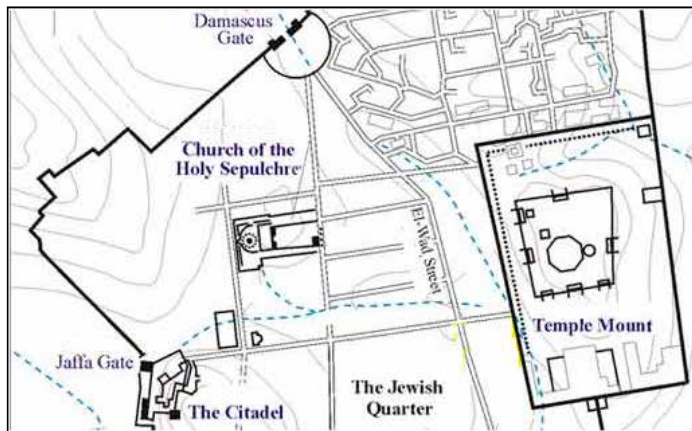 Damascus
Gate
Church of the
Holy Sepulchre
El-Wad Street
Temple Mount
Jaffa Gate
The Citadel
The Jewish
Quarter